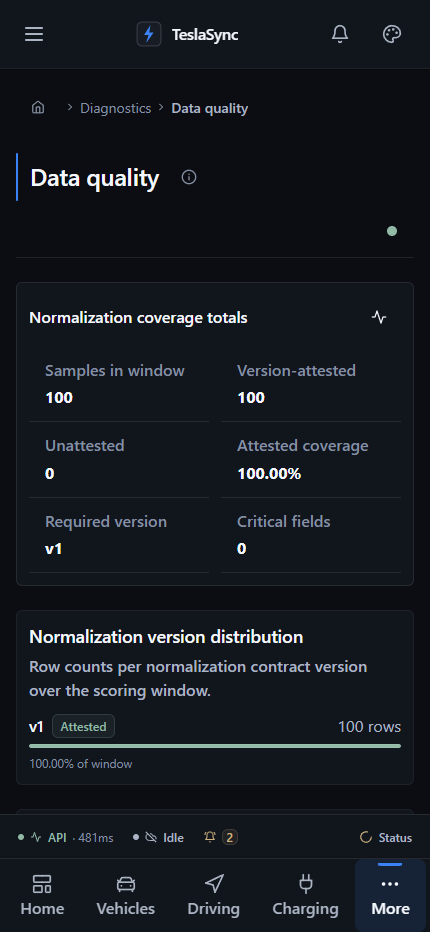 TeslaSync
Diagnostics Data quality
Data quality
Normalization coverage totals
Samples in window Version-attested
100 100
Unattested Attested coverage
0 100.00%
Required version Critical fields
v1 0
Normalization version distribution
Row counts per normalization contract version
over the scoring window.
v1 Attested 100 rows
100.00% of window
API · 481ms Idle 2 Status
Home Vehicles Driving Charging More